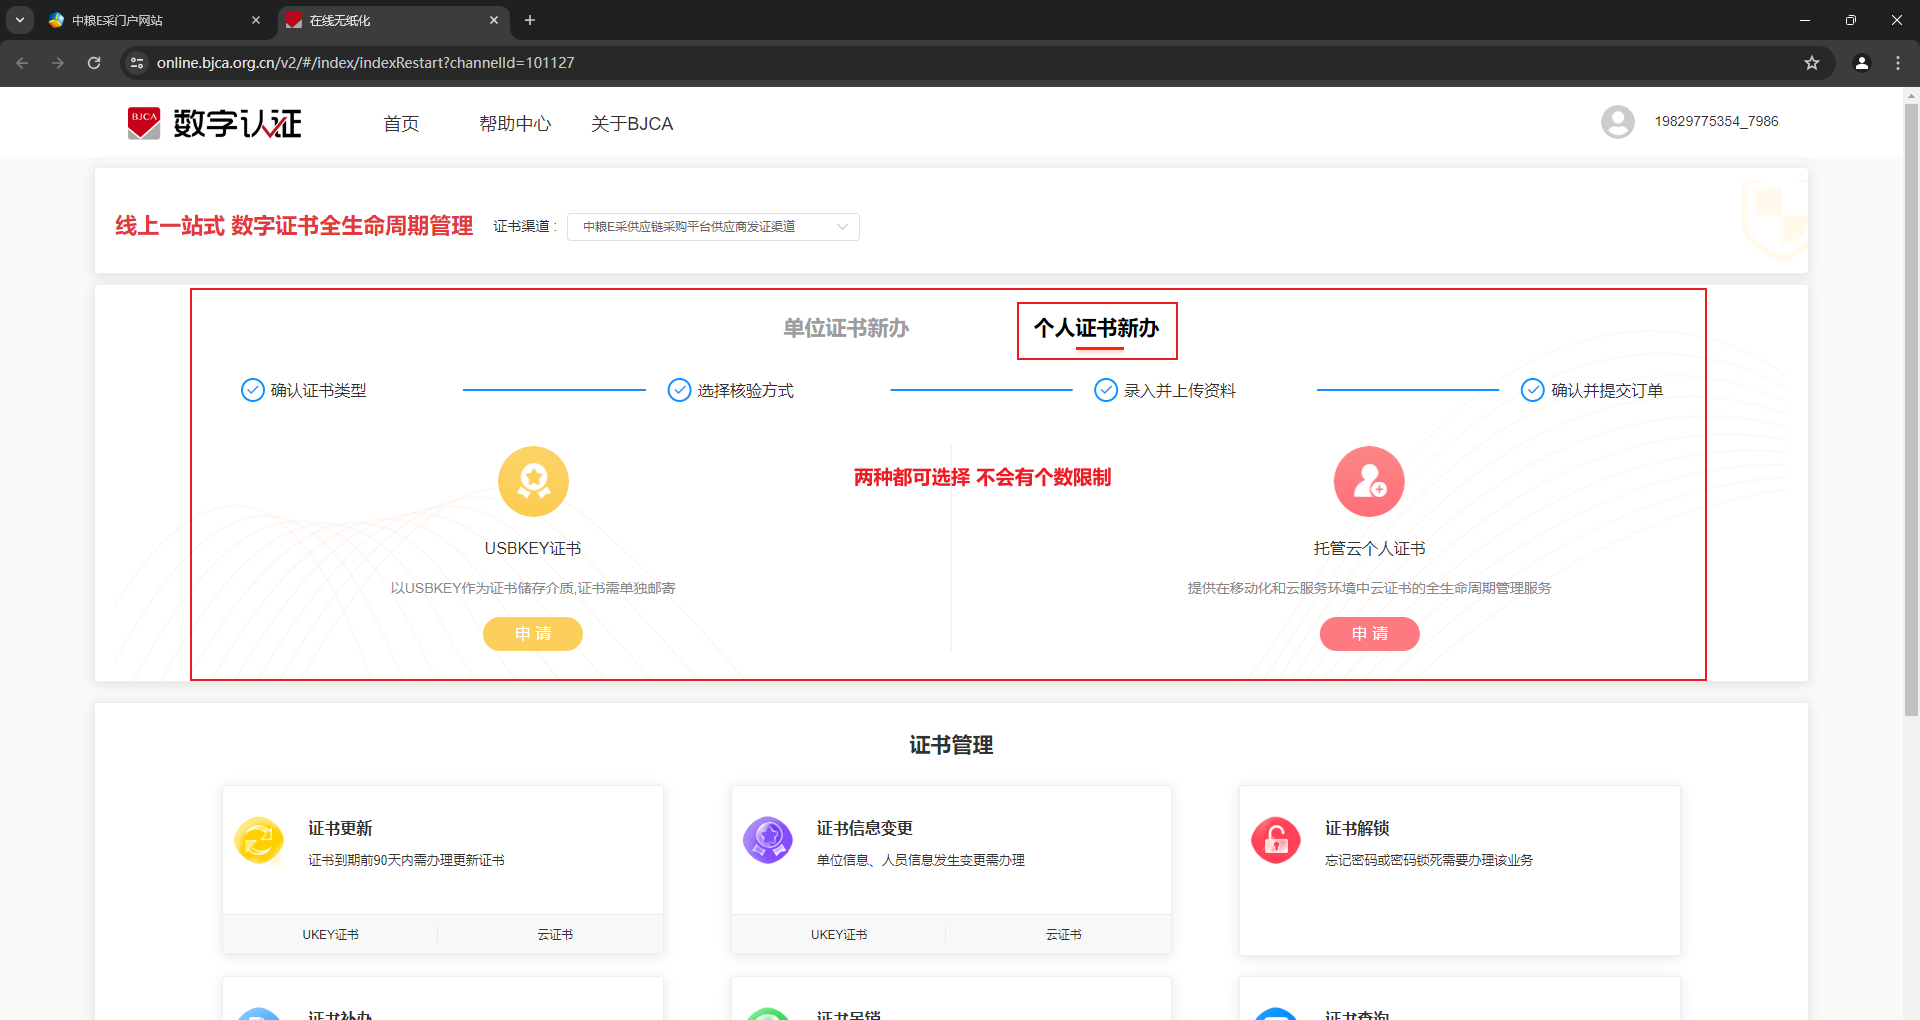 中粮E采门户网站
在线无纸化
online.bjca.org.cn/v2/#/index/indexRestart?channelId=101127
BJCA
数字认证
首页
帮助中心
关于BJCA
19829775354_7986
线上一站式 数字证书全生命周期管理
证书渠道 :
中粮E采供应链采购平台供应商发证渠道
单位证书新办
个人证书新办
确认证书类型
选择核验方式
录入并上传资料
确认并提交订单
两种都可选择 不会有个数限制
USBKEY证书
以USBKEY作为证书储存介质,证书需单独邮寄
申 请
托管云个人证书
提供在移动化和云服务环境中云证书的全生命周期管理服务
申 请
证书管理
证书更新
证书到期前90天内需办理更新证书
UKEY证书
云证书
证书信息变更
单位信息、人员信息发生变更需办理
UKEY证书
云证书
证书解锁
忘记密码或密码锁死需要办理该业务
证书补办
证书吊销
证书查询